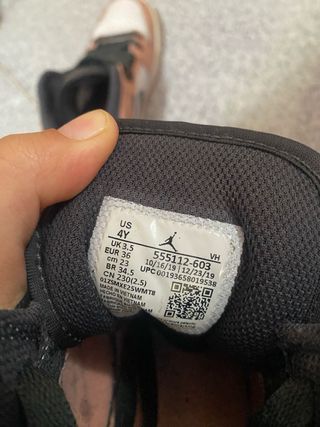 US
4Y
UK 3.5
EUR 36
cm 23
BR 34.5
CN 230(2.5)
VH
555112-603
10/16/19 12/23/19
UPC 00193658019538
MADE IN VIETNAM